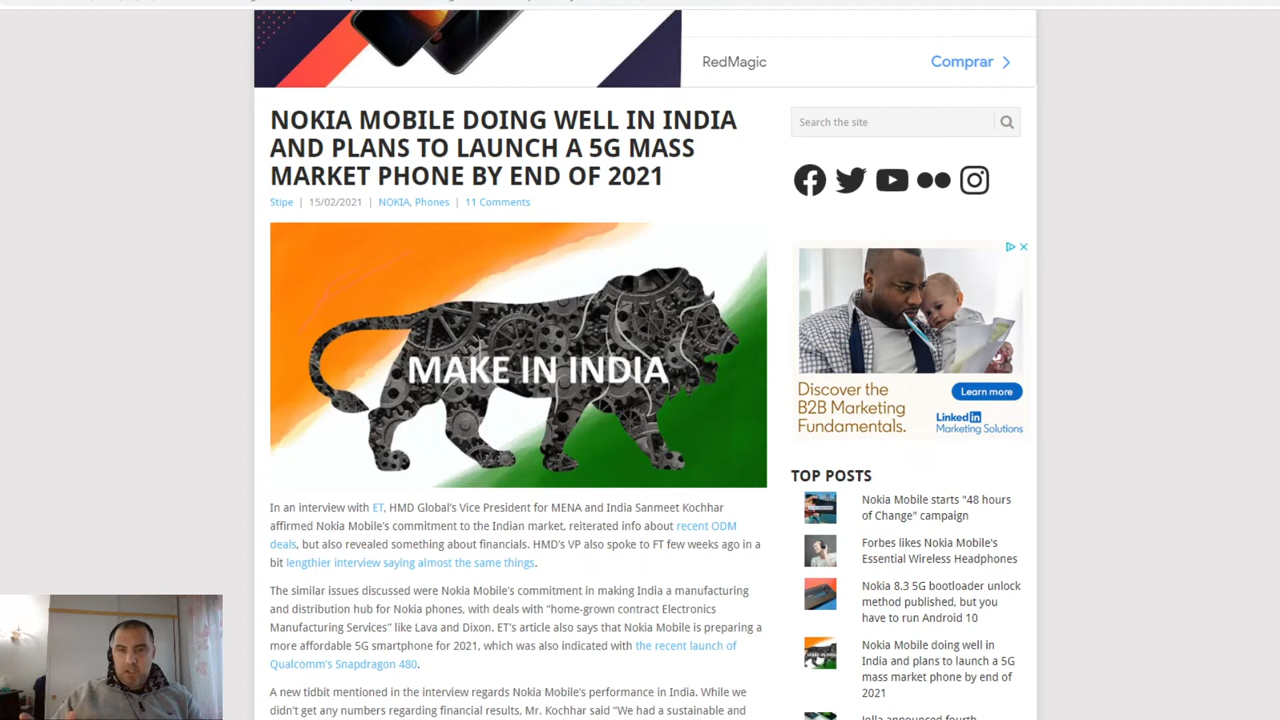 RedMagic
Comprar
NOKIA MOBILE DOING WELL IN INDIA
AND PLANS TO LAUNCH A 5G MASS
MARKET PHONE BY END OF 2021
Stipe | 15/02/2021 | NOKIA, Phones | 11 Comments
MAKE IN INDIA
In an interview with ET, HMD Global's Vice President for MENA and India Sanmeet Kochhar
affirmed Nokia Mobile's commitment to the Indian market, reiterated info about recent ODM
deals, but also revealed something about financials. HMD's VP also spoke to FT few weeks ago in a
bit lengthier interview saying almost the same things.
The similar issues discussed were Nokia Mobile's commitment in making India a manufacturing
and distribution hub for Nokia phones, with deals with “home-grown contract Electronics
Manufacturing Services” like Lava and Dixon. ET's article also says that Nokia Mobile is preparing a
more affordable 5G smartphone for 2021, which was also indicated with the recent launch of
Qualcomm's Snapdragon 480.
A new tidbit mentioned in the interview regards Nokia Mobile's performance in India. While we
didn't get any numbers regarding financial results, Mr. Kochhar said “We had a sustainable and
Search the site
Discover the
B2B Marketing
Fundamentals.
Learn more
Linked in
Marketing Solutions
TOP POSTS
Nokia Mobile starts "48 hours
of Change" campaign
Forbes likes Nokia Mobile's
Essential Wireless Headphones
Nokia 8.3 5G bootloader unlock
method published, but you
have to run Android 10
Nokia Mobile doing well in
India and plans to launch a 5G
mass market phone by end of
2021
Jolla announced fourth